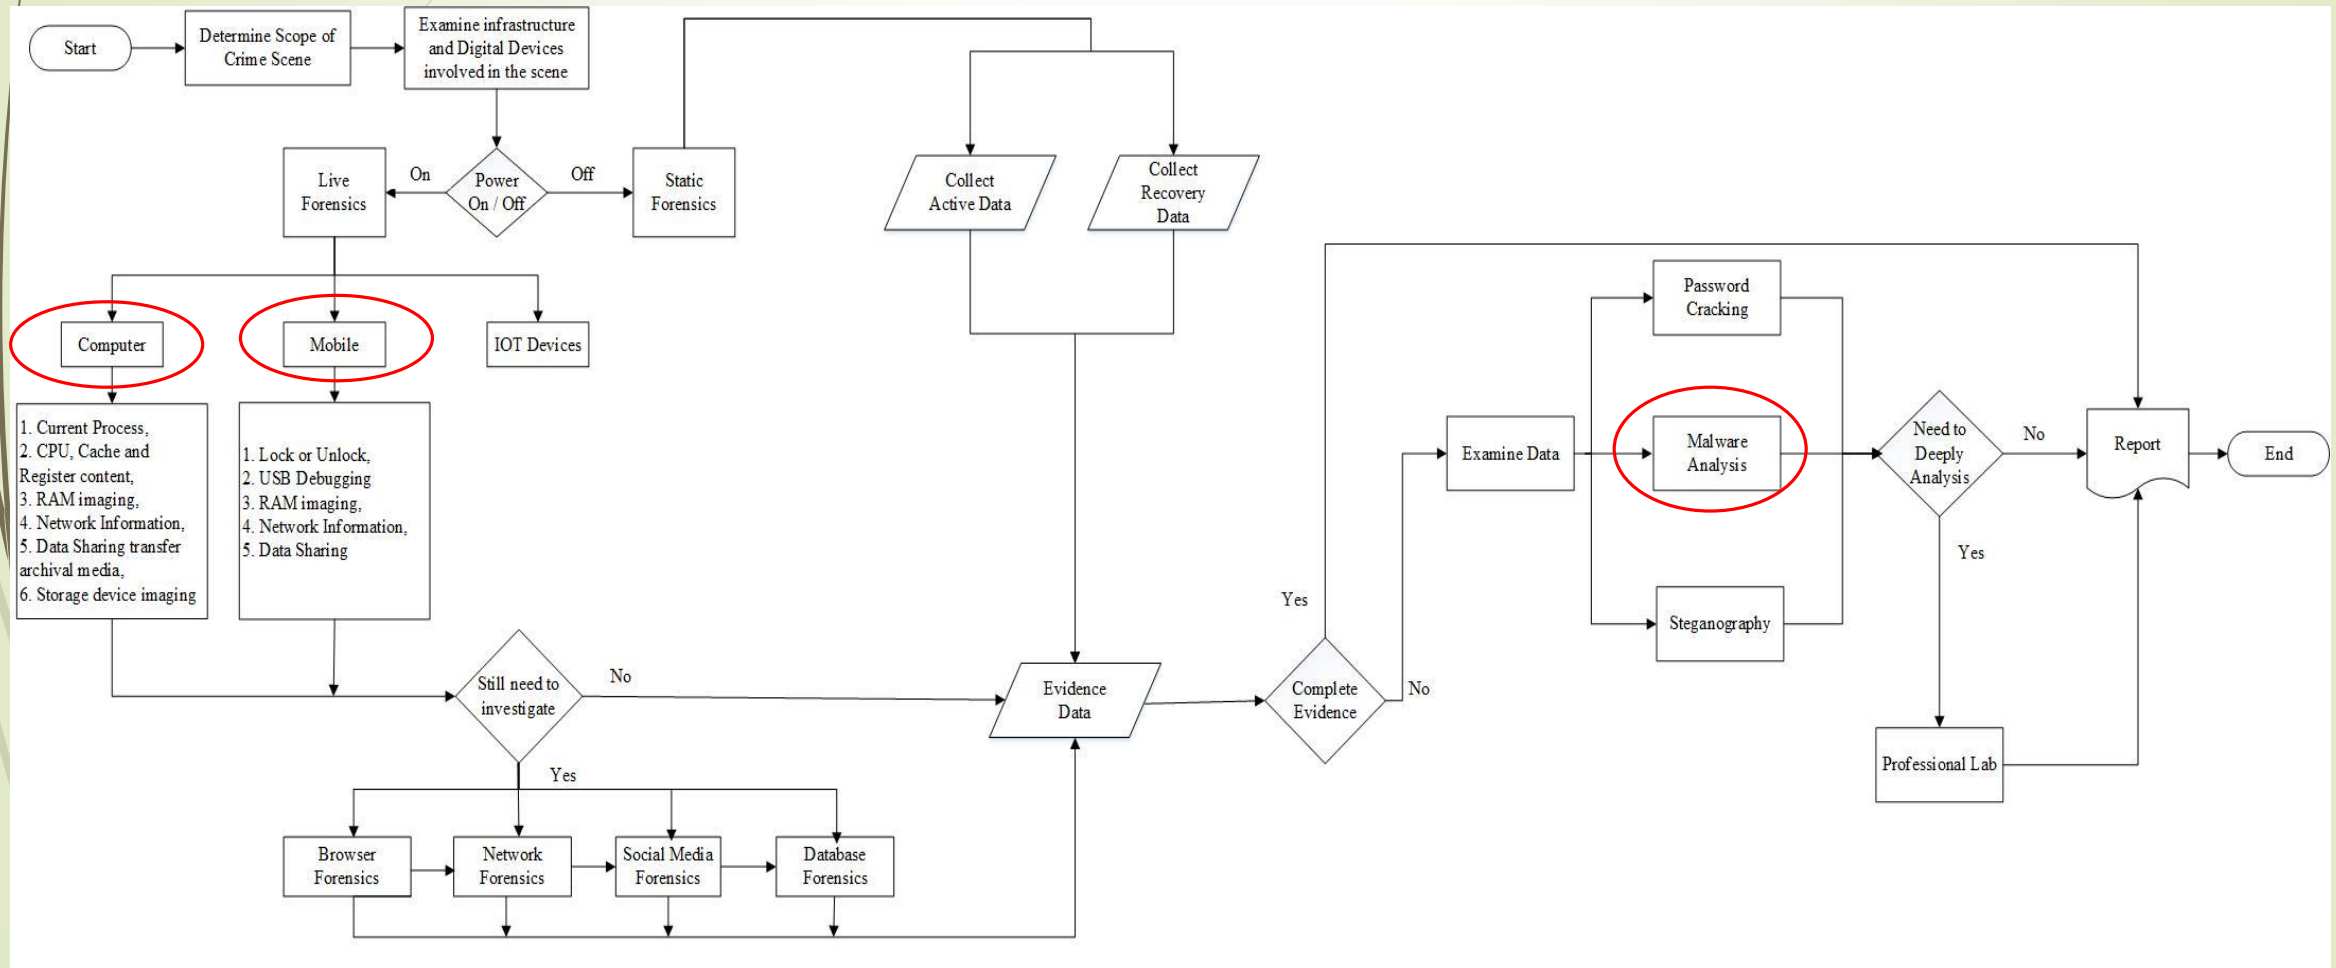 Start
Determine Scope of
Crime Scene
Examine infrastructure
and Digital Devices
involved in the scene
Live
Forensics
On
Power
On / Off
Off
Static
Forensics
Collect
Active Data
Collect
Recovery
Data
Computer
Mobile
IOT Devices
1. Current Process,
2. CPU, Cache and
Register content,
3. RAM imaging,
4. Network Information,
5. Data Sharing transfer
archival media,
6. Storage device imaging
1. Lock or Unlock,
2. USB Debugging
3. RAM imaging,
4. Network Information,
5. Data Sharing
Still need to
investigate
No
Yes
Browser
Forensics
Network
Forensics
Social Media
Forensics
Database
Forensics
Evidence
Data
Complete
Evidence
Yes
No
Examine Data
Password
Cracking
Malware
Analysis
Steganography
Need to
Deeply
Analysis
No
Yes
Professional Lab
Report
End